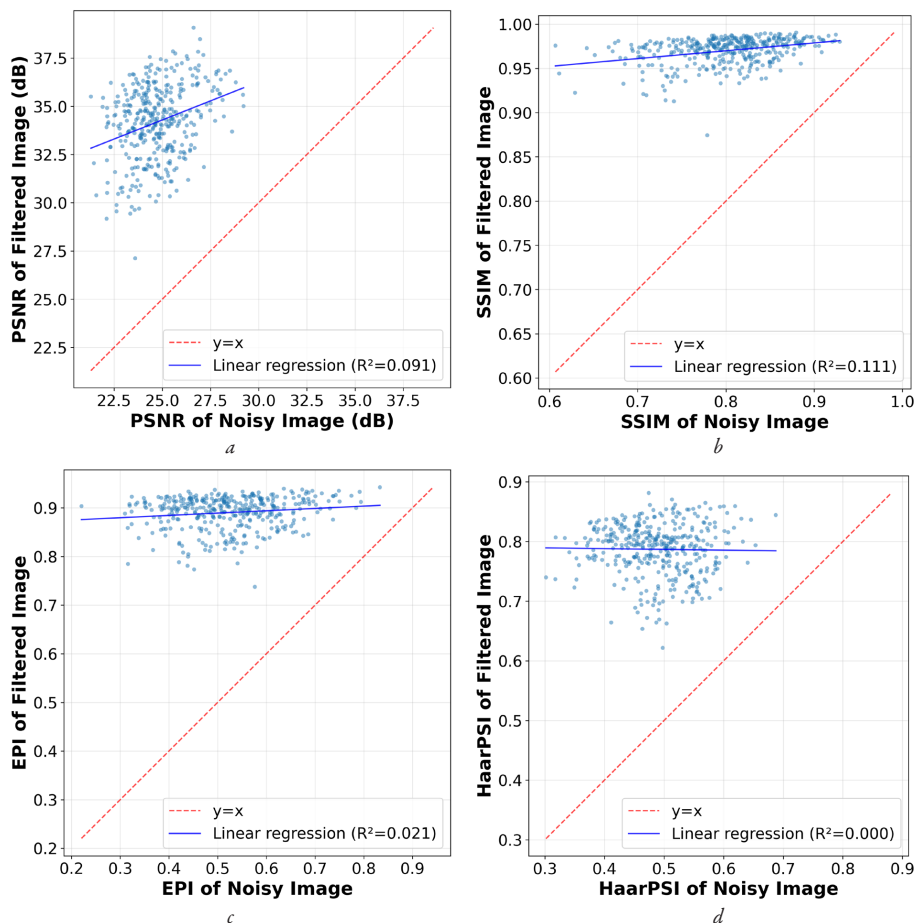 PSNR of Filtered Image (dB)
37.5
35.0
32.5
30.0
27.5
25.0
22.5
y=x
Linear regression (R²=0.091)
22.5 25.0 27.5 30.0 32.5 35.0 37.5
PSNR of Noisy Image (dB)
a
SSIM of Filtered Image
1.00
0.95
0.90
0.85
0.80
0.75
0.70
0.65
0.60
y=x
Linear regression (R²=0.111)
0.6 0.7 0.8 0.9 1.0
SSIM of Noisy Image
b
EPI of Filtered Image
0.9
0.8
0.7
0.6
0.5
0.4
0.3
0.2
y=x
Linear regression (R²=0.021)
0.2 0.3 0.4 0.5 0.6 0.7 0.8 0.9
EPI of Noisy Image
c
HaarPSI of Filtered Image
0.9
0.8
0.7
0.6
0.5
0.4
0.3
y=x
Linear regression (R²=0.000)
0.3 0.4 0.5 0.6 0.7 0.8 0.9
HaarPSI of Noisy Image
d